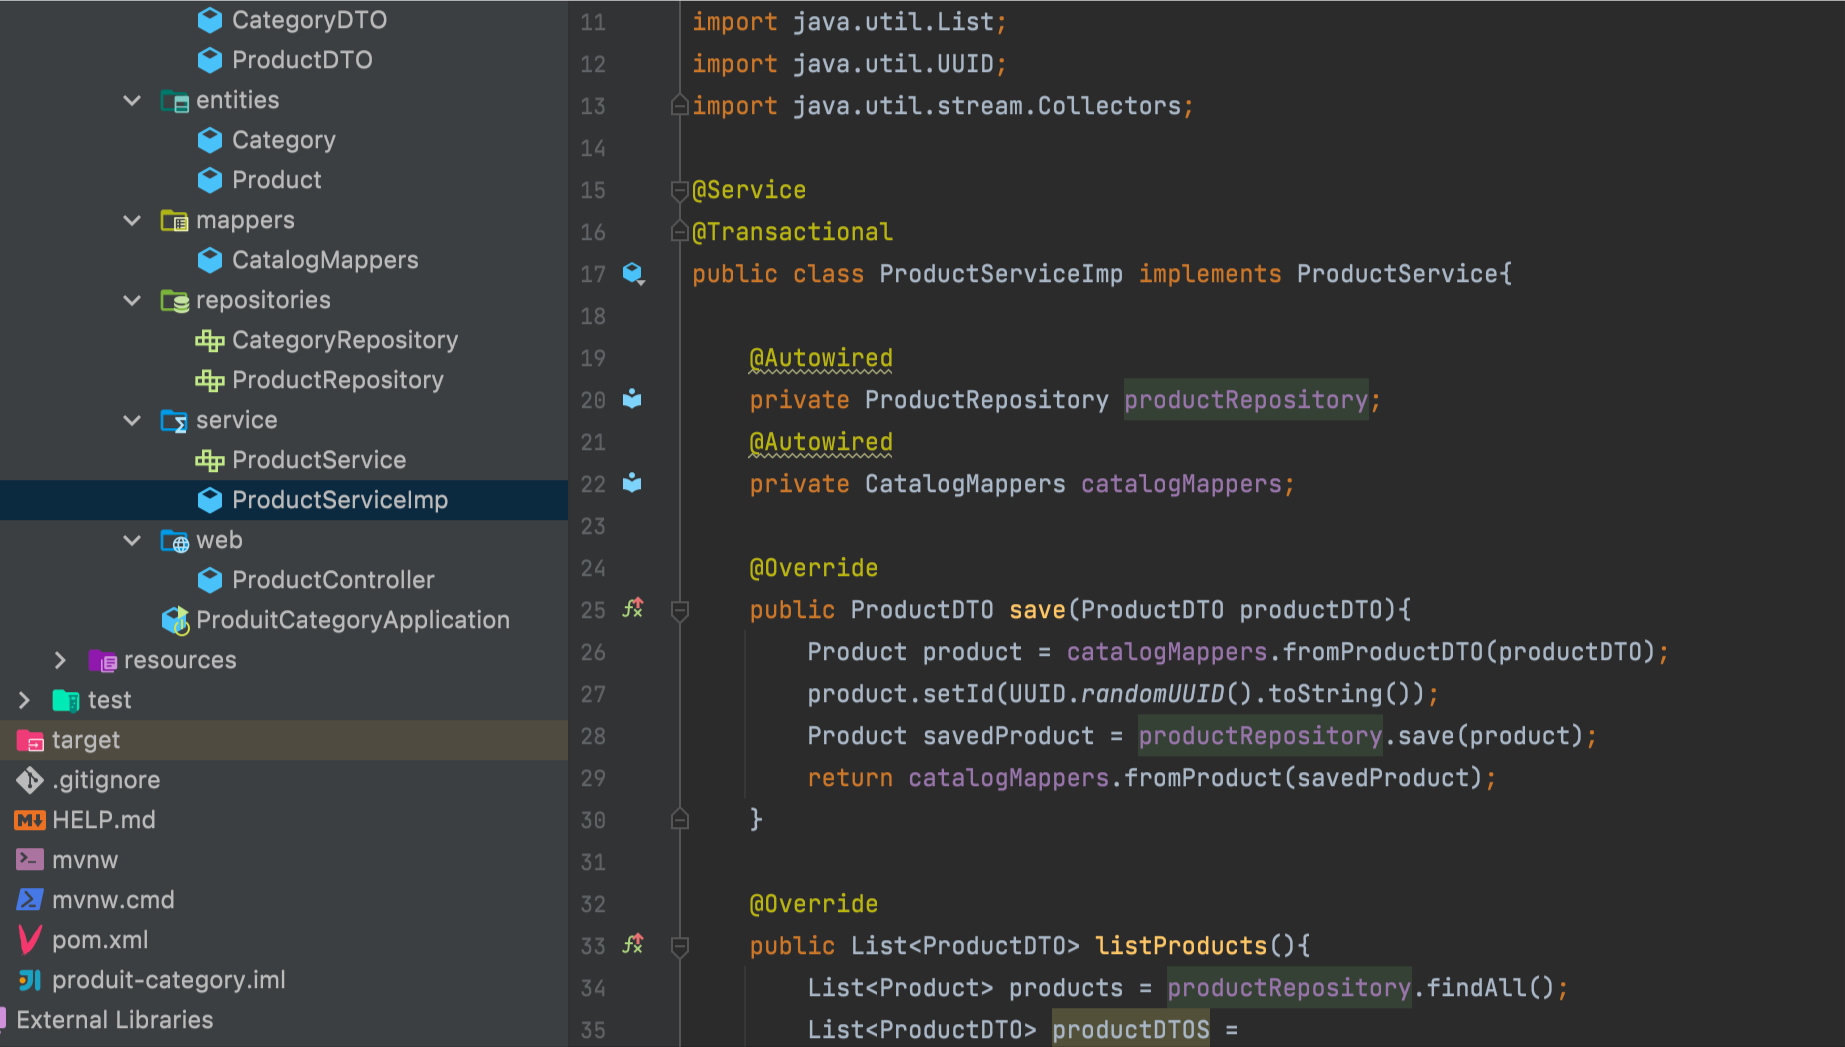 CategoryDTO
ProductDTO
entities
Category
Product
mappers
CatalogMappers
repositories
CategoryRepository
ProductRepository
service
ProductService
ProductServiceImp
web
ProductController
ProduitCategoryApplication
resources
test
target
.gitignore
HELP.md
mvnw
mvnw.cmd
pom.xml
produit-category.iml
External Libraries
11 import java.util.List;
12 import java.util.UUID;
13 import java.util.stream.Collectors;
14
15 @Service
16 @Transactional
17 public class ProductServiceImp implements ProductService{
18
19 @Autowired
20 private ProductRepository productRepository;
21 @Autowired
22 private CatalogMappers catalogMappers;
23
24 @Override
25 public ProductDTO save(ProductDTO productDTO){
26 Product product = catalogMappers.fromProductDTO(productDTO);
27 product.setId(UUID.randomUUID().toString());
28 Product savedProduct = productRepository.save(product);
29 return catalogMappers.fromProduct(savedProduct);
30 }
31
32 @Override
33 public List<ProductDTO> listProducts(){
34 List<Product> products = productRepository.findAll();
35 List<ProductDTO> productDTOS =